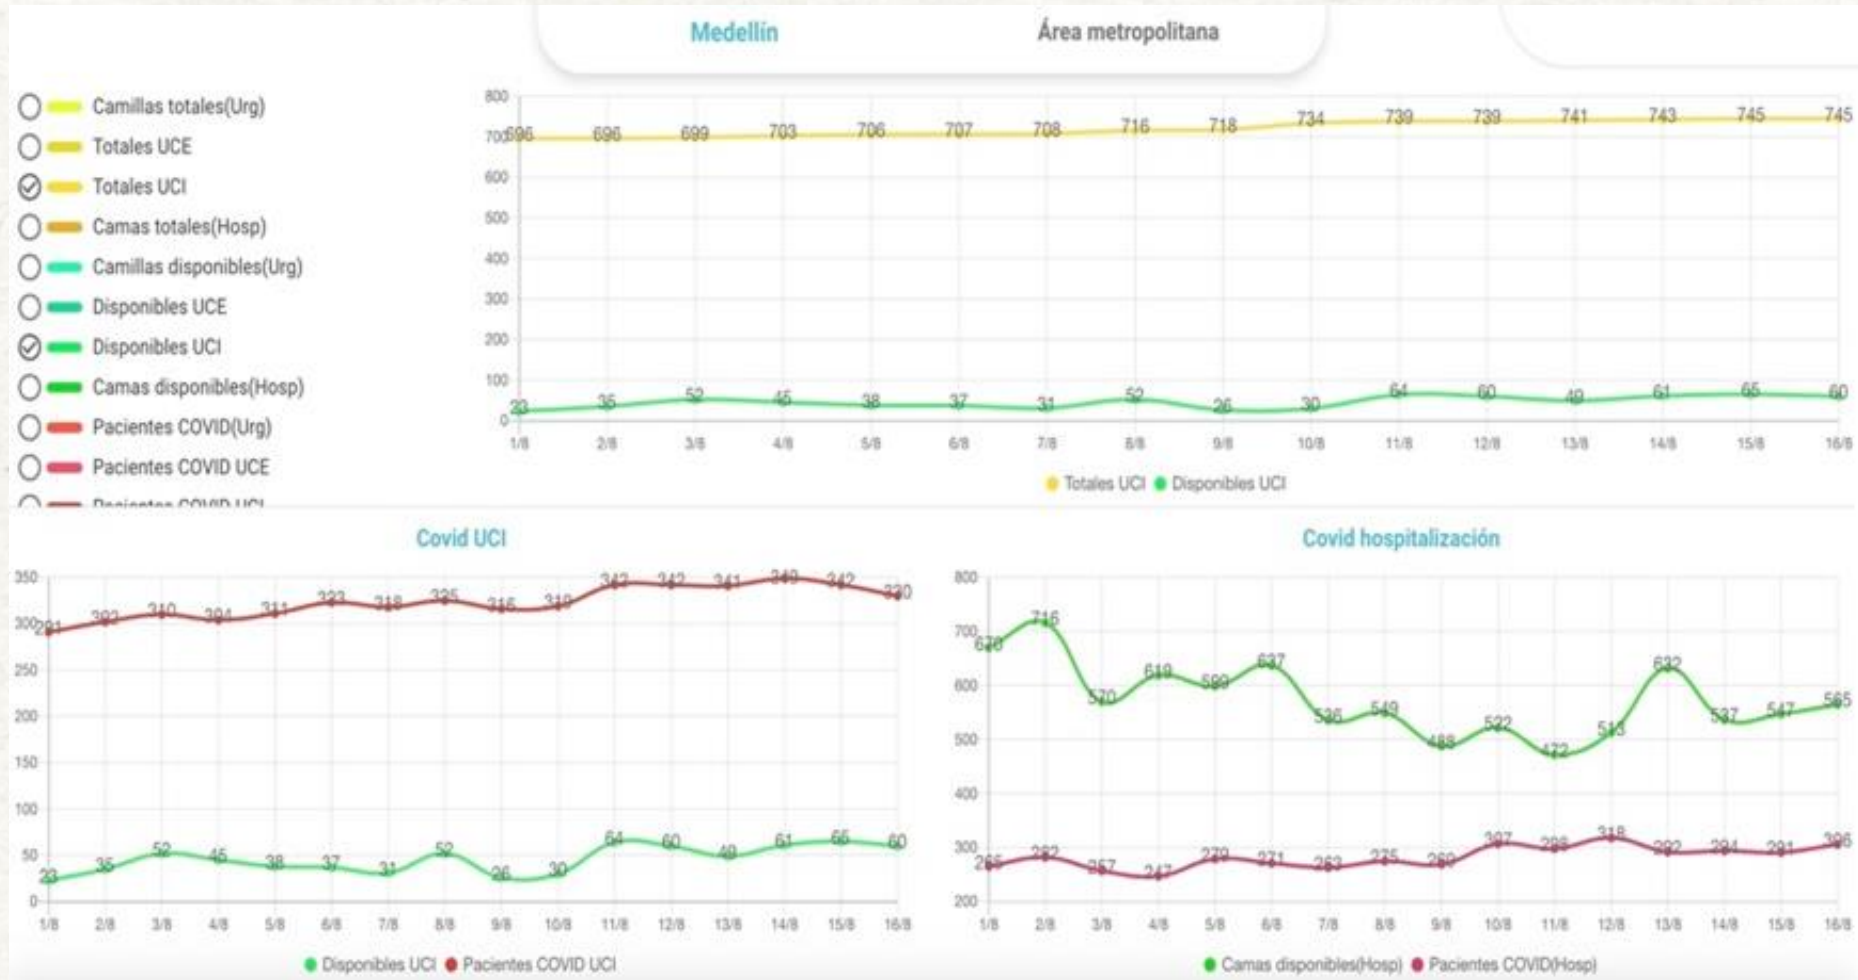 Medellín
Área metropolitana
Camillas totales(Urg)
Totales UCE
Totales UCI
Camas totales(Hosp)
Camillas disponibles(Urg)
Disponibles UCE
Disponibles UCI
Camas disponibles(Hosp)
Pacientes COVID(Urg)
Pacientes COVID UCE
Pacientes COVID UCI
800
700
600
500
400
300
200
100
0
696 696 699 703 706 707 708 716 718 734 739 739 741 743 745 745
23 35 52 45 38 37 31 52 26 30 64 60 49 61 65 60
1/8 2/8 3/8 4/8 5/8 6/8 7/8 8/8 9/8 10/8 11/8 12/8 13/8 14/8 15/8 16/8
Totales UCI Disponibles UCI
Covid UCI
350
300
250
200
150
100
50
0
291 302 310 304 311 323 318 325 316 319 342 342 341 349 342 330
23 35 52 45 38 37 31 52 26 30 64 60 49 61 65 60
1/8 2/8 3/8 4/8 5/8 6/8 7/8 8/8 9/8 10/8 11/8 12/8 13/8 14/8 15/8 16/8
Disponibles UCI Pacientes COVID UCI
Covid hospitalización
800
700
600
500
400
300
200
670 716 570 619 599 637 536 549 488 522 472 513 632 537 547 565
265 282 257 247 279 271 263 275 269 307 298 318 292 294 291 306
1/8 2/8 3/8 4/8 5/8 6/8 7/8 8/8 9/8 10/8 11/8 12/8 13/8 14/8 15/8 16/8
Camas disponibles(Hosp) Pacientes COVID(Hosp)